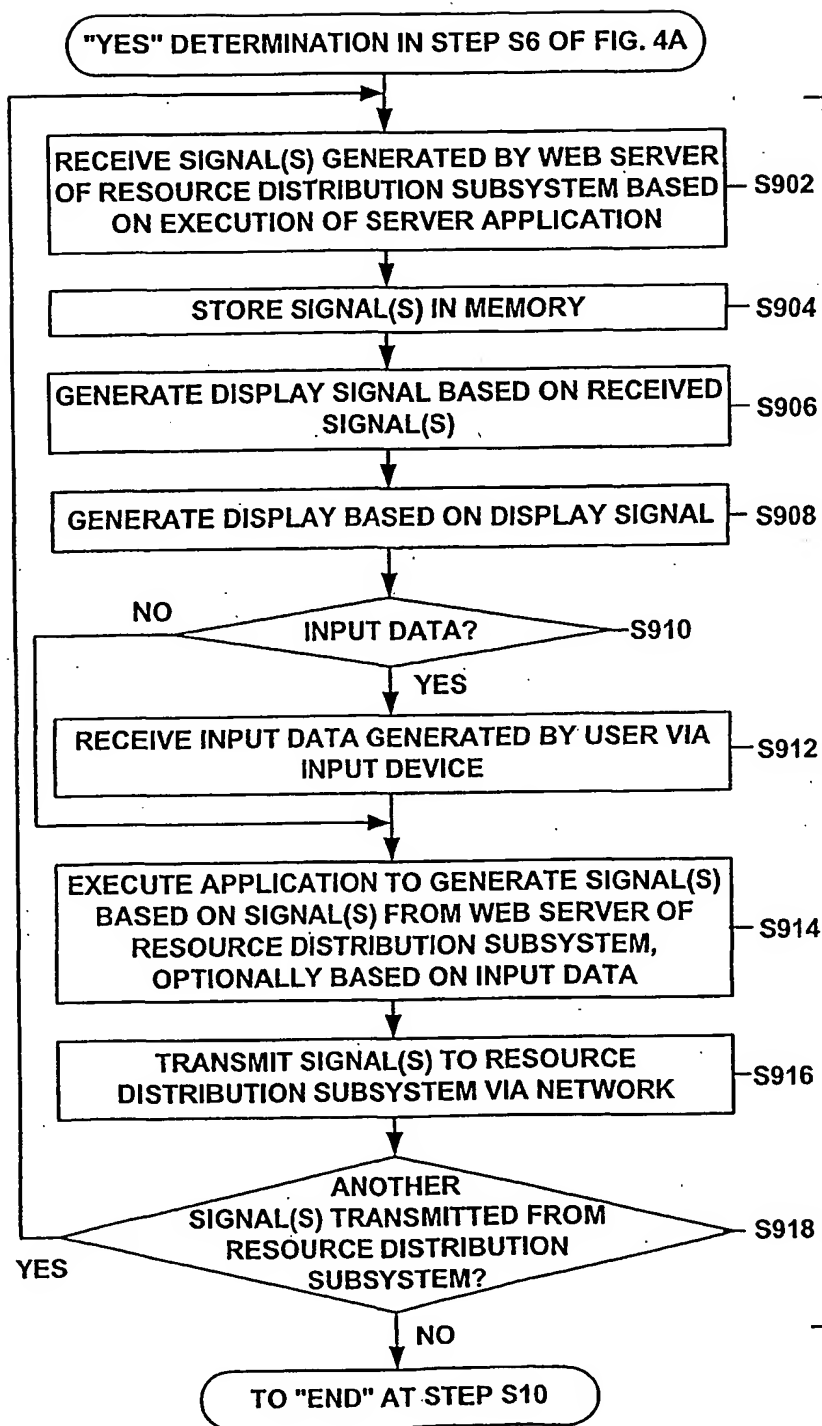 "YES" DETERMINATION IN STEP S6 OF FIG. 4A
RECEIVE SIGNAL(S) GENERATED BY WEB SERVER
OF RESOURCE DISTRIBUTION SUBSYSTEM BASED
ON EXECUTION OF SERVER APPLICATION
S902
STORE SIGNAL(S) IN MEMORY
S904
GENERATE DISPLAY SIGNAL BASED ON RECEIVED
SIGNAL(S)
S906
GENERATE DISPLAY BASED ON DISPLAY SIGNAL
S908
NO
INPUT DATA?
S910
YES
RECEIVE INPUT DATA GENERATED BY USER VIA
INPUT DEVICE
S912
EXECUTE APPLICATION TO GENERATE SIGNAL(S)
BASED ON SIGNAL(S) FROM WEB SERVER OF
RESOURCE DISTRIBUTION SUBSYSTEM,
OPTIONALLY BASED ON INPUT DATA
S914
TRANSMIT SIGNAL(S) TO RESOURCE
DISTRIBUTION SUBSYSTEM VIA NETWORK
S916
ANOTHER
SIGNAL(S) TRANSMITTED FROM
RESOURCE DISTRIBUTION
SUBSYSTEM?
S918
YES
NO
TO "END" AT STEP S10